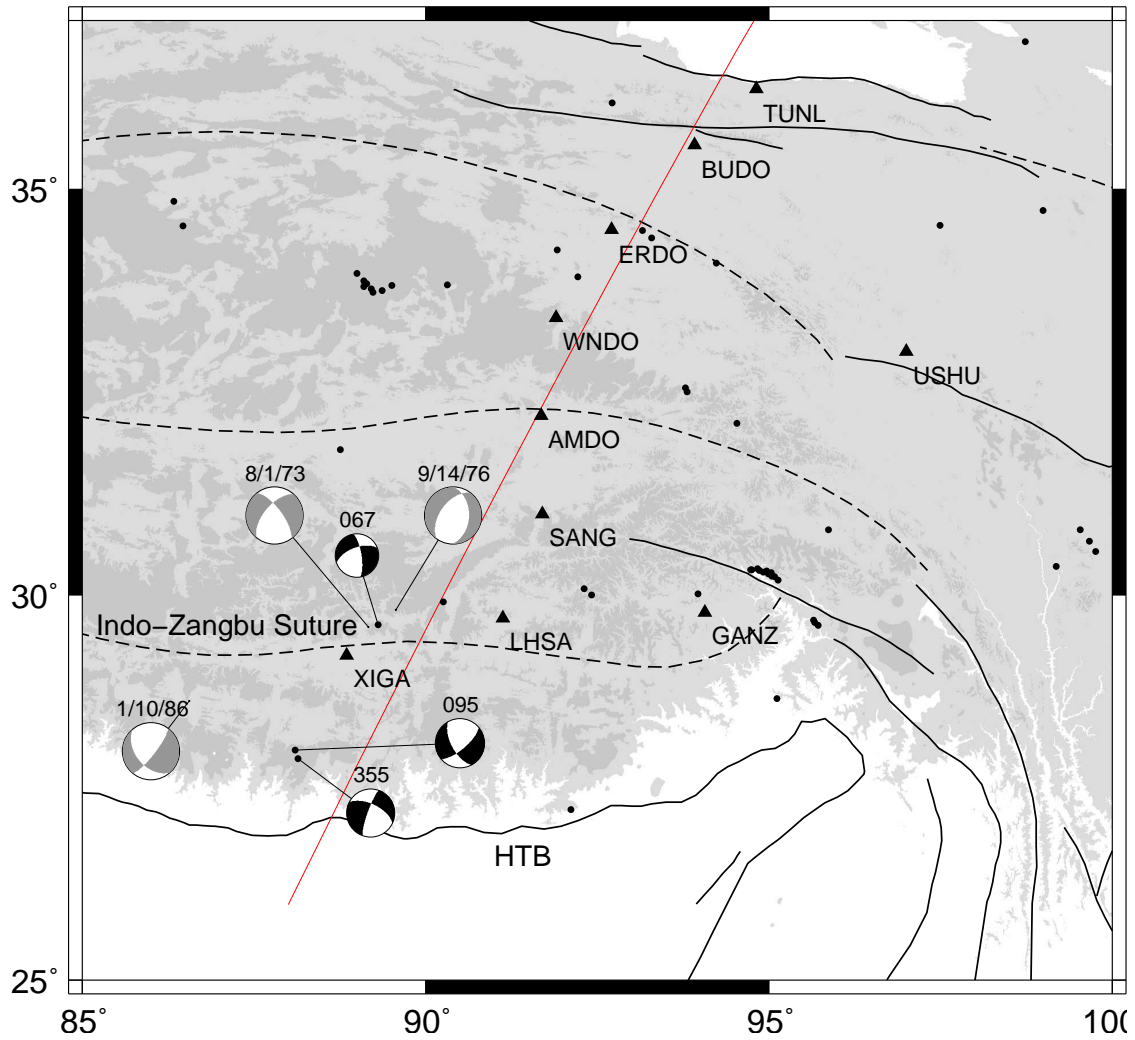 TUNL
BUDO
35°
ERDO
WNDO
USHU
AMDO
8/1/73
9/14/76
067
SANG
30°
Indo–Zangbu Suture
LHSA
GANZ
XIGA
1/10/86
095
355
HTB
25°
85°
90°
95°
100